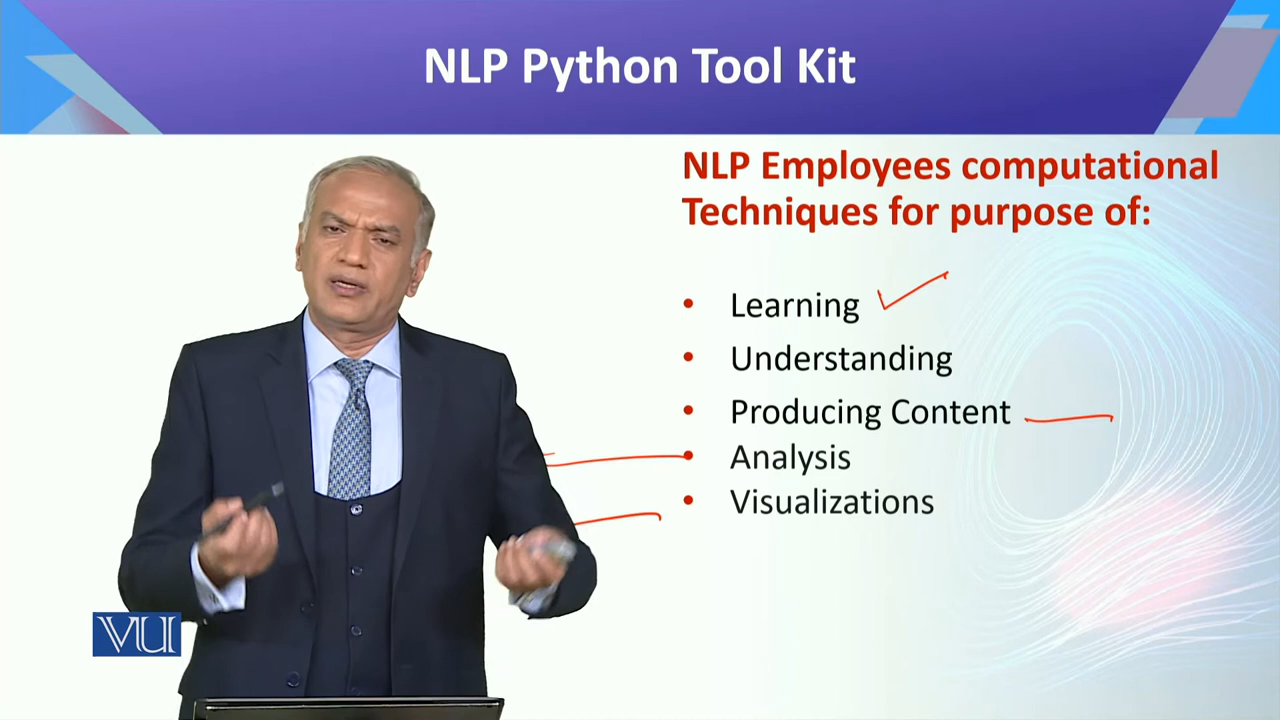 NLP Python Tool Kit
NLP Employees computational
Techniques for purpose of:
• Learning
• Understanding
• Producing Content
• Analysis
• Visualizations
VU